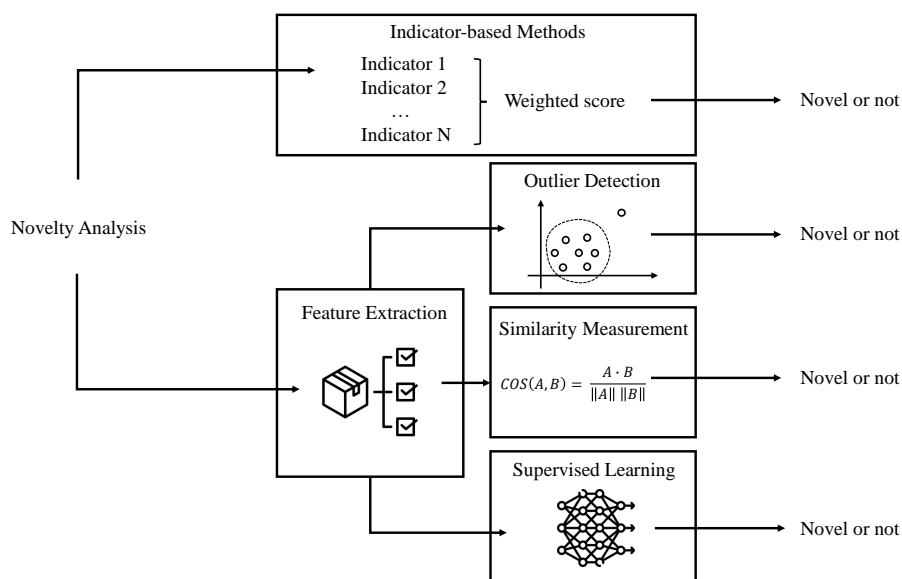 Indicator-based Methods
Indicator 1
Indicator 2
…
Indicator N
Weighted score
Novel or not
Novelty Analysis
Outlier Detection
Novel or not
Feature Extraction
Similarity Measurement
COS(A, B) = A · B / ‖A‖ ‖B‖
Novel or not
Supervised Learning
Novel or not